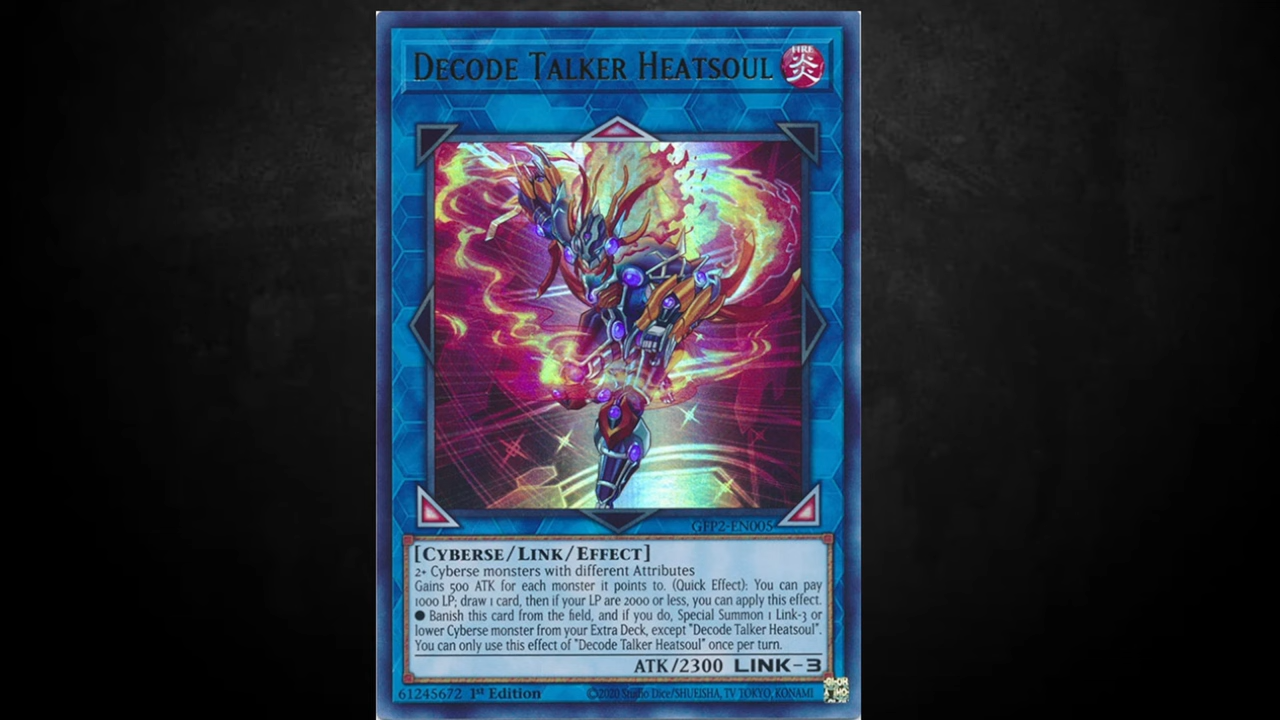 DECODE TALKER HEATSOUL
FIRE
炎
GFP2-EN005
[CYBERSE/LINK/EFFECT]
2+ Cyberse monsters with different Attributes
Gains 500 ATK for each monster it points to. (Quick Effect): You can pay
1000 LP; draw 1 card, then if your LP are 2000 or less, you can apply this effect.
● Banish this card from the field, and if you do, Special Summon 1 Link-3 or
lower Cyberse monster from your Extra Deck, except "Decode Talker Heatsoul".
You can only use this effect of "Decode Talker Heatsoul" once per turn.
ATK/2300 LINK-3
61245672 1st Edition ©2020 Studio Dice/SHUEISHA, TV TOKYO, KONAMI